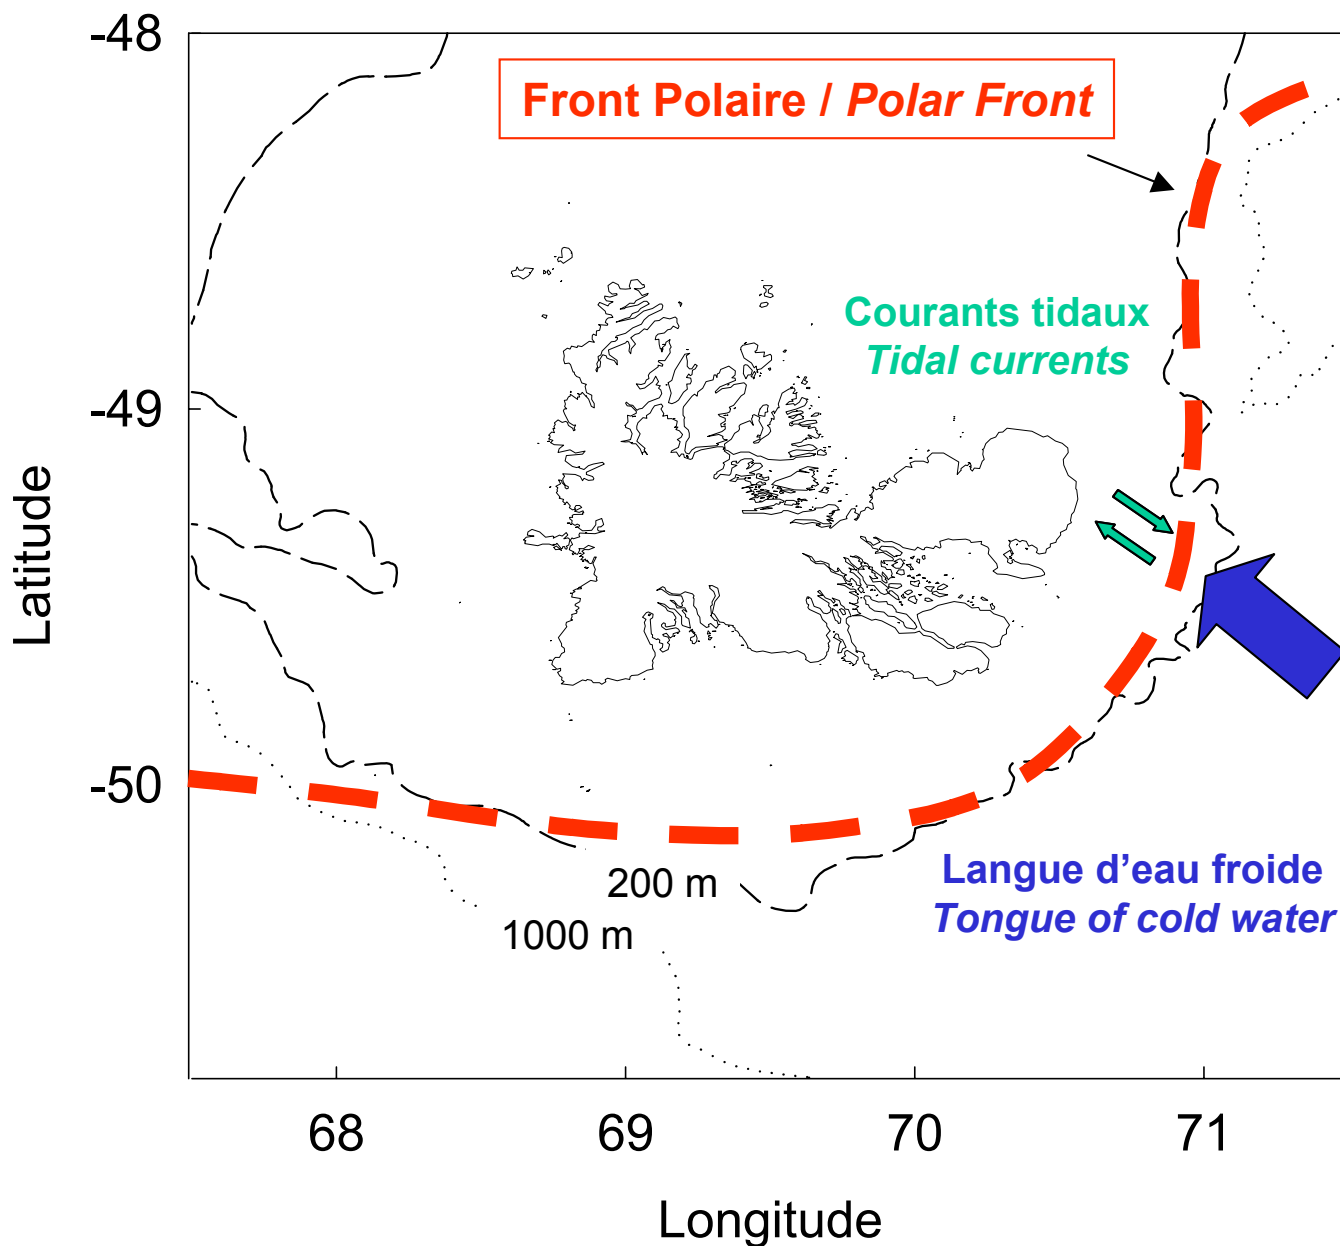 -48
Front Polaire / Polar Front
Courants tidaux
Tidal currents
-49
Latitude
-50
200 m
1000 m
Langue d'eau froide
Tongue of cold water
68 69 70 71
Longitude